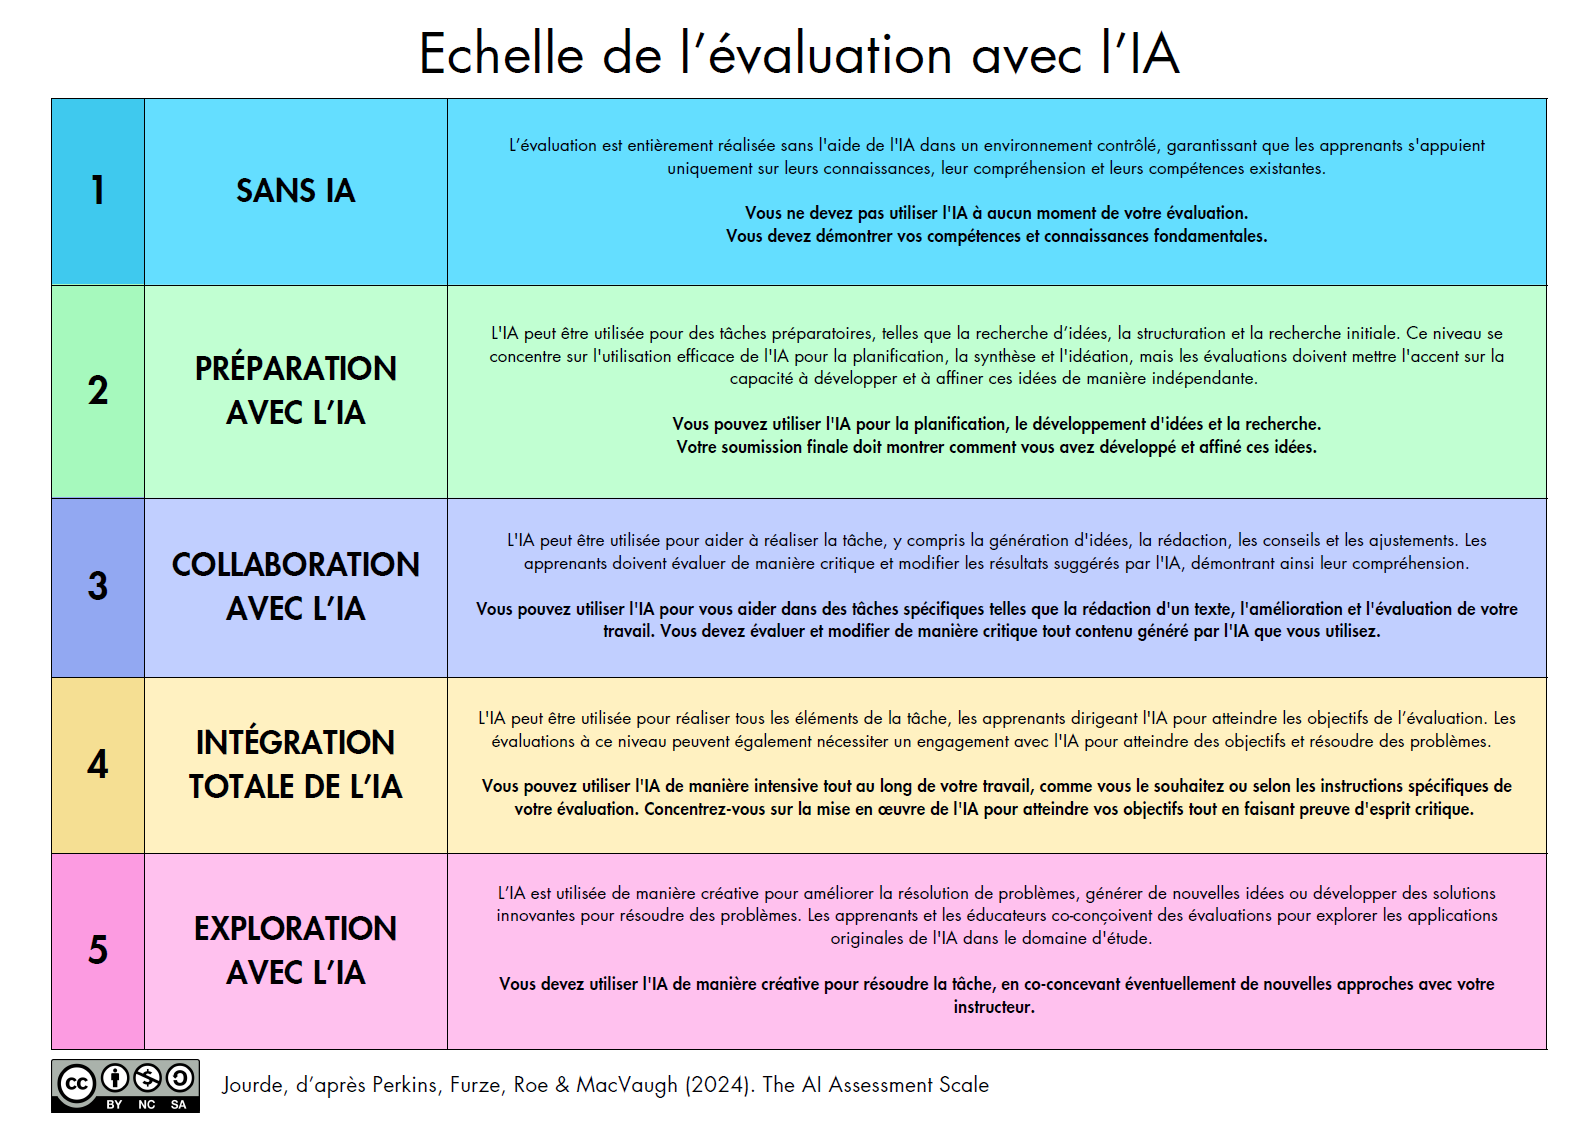 Echelle de l’évaluation avec l’IA
1
SANS IA
L’évaluation est entièrement réalisée sans l'aide de l'IA dans un environnement contrôlé, garantissant que les apprenants s'appuient
uniquement sur leurs connaissances, leur compréhension et leurs compétences existantes.
Vous ne devez pas utiliser l'IA à aucun moment de votre évaluation.
Vous devez démontrer vos compétences et connaissances fondamentales.
2
PRÉPARATION
AVEC L’IA
L'IA peut être utilisée pour des tâches préparatoires, telles que la recherche d’idées, la structuration et la recherche initiale. Ce niveau se
concentre sur l'utilisation efficace de l'IA pour la planification, la synthèse et l'idéation, mais les évaluations doivent mettre l'accent sur la
capacité à développer et à affiner ces idées de manière indépendante.
Vous pouvez utiliser l'IA pour la planification, le développement d'idées et la recherche.
Votre soumission finale doit montrer comment vous avez développé et affiné ces idées.
3
COLLABORATION
AVEC L’IA
L'IA peut être utilisée pour aider à réaliser la tâche, y compris la génération d'idées, la rédaction, les conseils et les ajustements. Les
apprenants doivent évaluer de manière critique et modifier les résultats suggérés par l'IA, démontrant ainsi leur compréhension.
Vous pouvez utiliser l'IA pour vous aider dans des tâches spécifiques telles que la rédaction d'un texte, l'amélioration et l'évaluation de votre
travail. Vous devez évaluer et modifier de manière critique tout contenu généré par l'IA que vous utilisez.
4
INTÉGRATION
TOTALE DE L’IA
L'IA peut être utilisée pour réaliser tous les éléments de la tâche, les apprenants dirigeant l'IA pour atteindre les objectifs de l’évaluation. Les
évaluations à ce niveau peuvent également nécessiter un engagement avec l'IA pour atteindre des objectifs et résoudre des problèmes.
Vous pouvez utiliser l'IA de manière intensive tout au long de votre travail, comme vous le souhaitez ou selon les instructions spécifiques de
votre évaluation. Concentrez-vous sur la mise en œuvre de l'IA pour atteindre vos objectifs tout en faisant preuve d'esprit critique.
5
EXPLORATION
AVEC L’IA
L’IA est utilisée de manière créative pour améliorer la résolution de problèmes, générer de nouvelles idées ou développer des solutions
innovantes pour résoudre des problèmes. Les apprenants et les éducateurs co-conçoivent des évaluations pour explorer les applications
originales de l'IA dans le domaine d'étude.
Vous devez utiliser l'IA de manière créative pour résoudre la tâche, en co-concevant éventuellement de nouvelles approches avec votre
instructeur.
cc BY NC SA
Jourde, d’après Perkins, Furze, Roe & MacVaugh (2024). The AI Assessment Scale